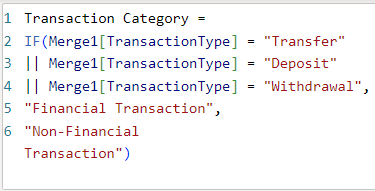 1 Transaction Category =
2 IF(Merge1[TransactionType] = "Transfer"
3 || Merge1[TransactionType] = "Deposit"
4 || Merge1[TransactionType] = "Withdrawal",
5 "Financial Transaction",
6 "Non-Financial
Transaction")